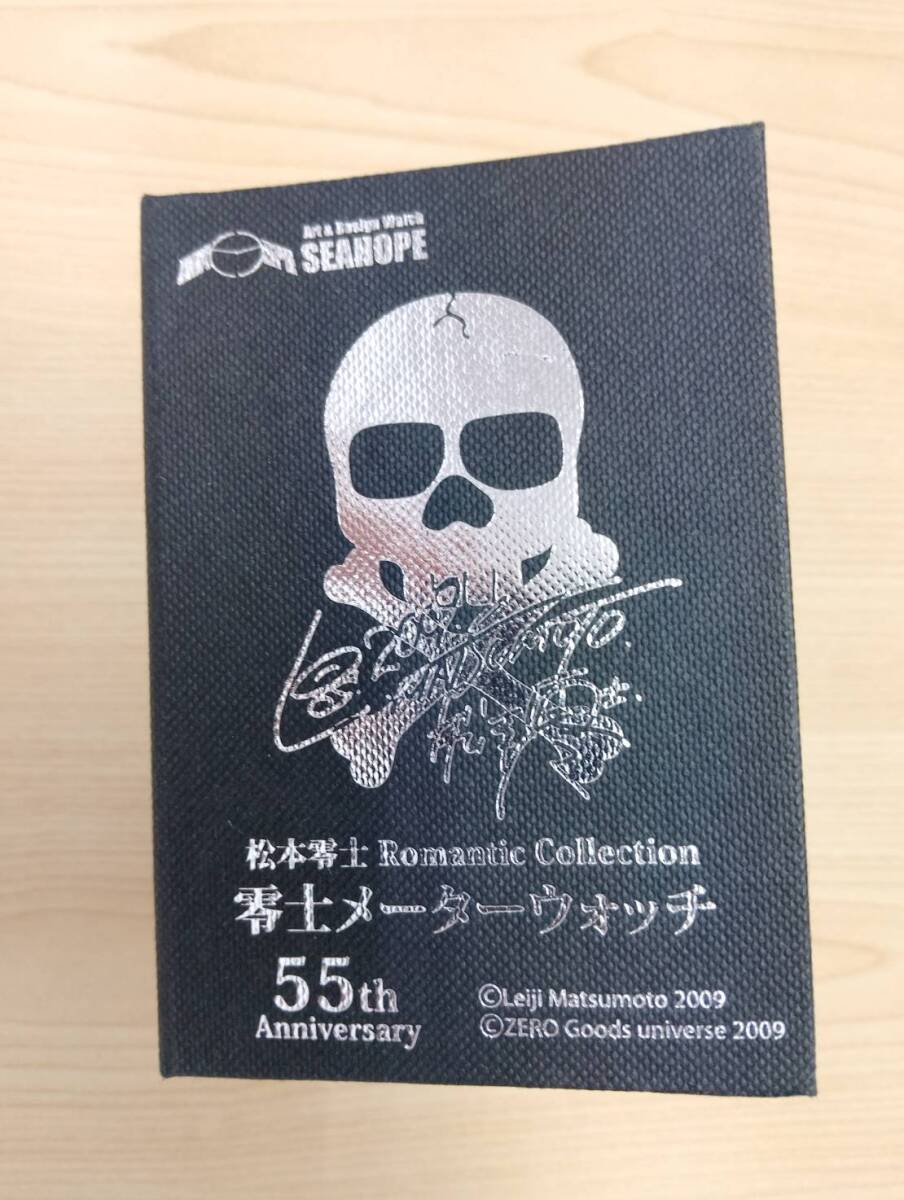 Art & Design Watch
SEAHOPE
松本零士 Romantic Collection
零士メーターウォッチ
55th
Anniversary
©Leiji Matsumoto 2009
©ZERO Goods universe 2009